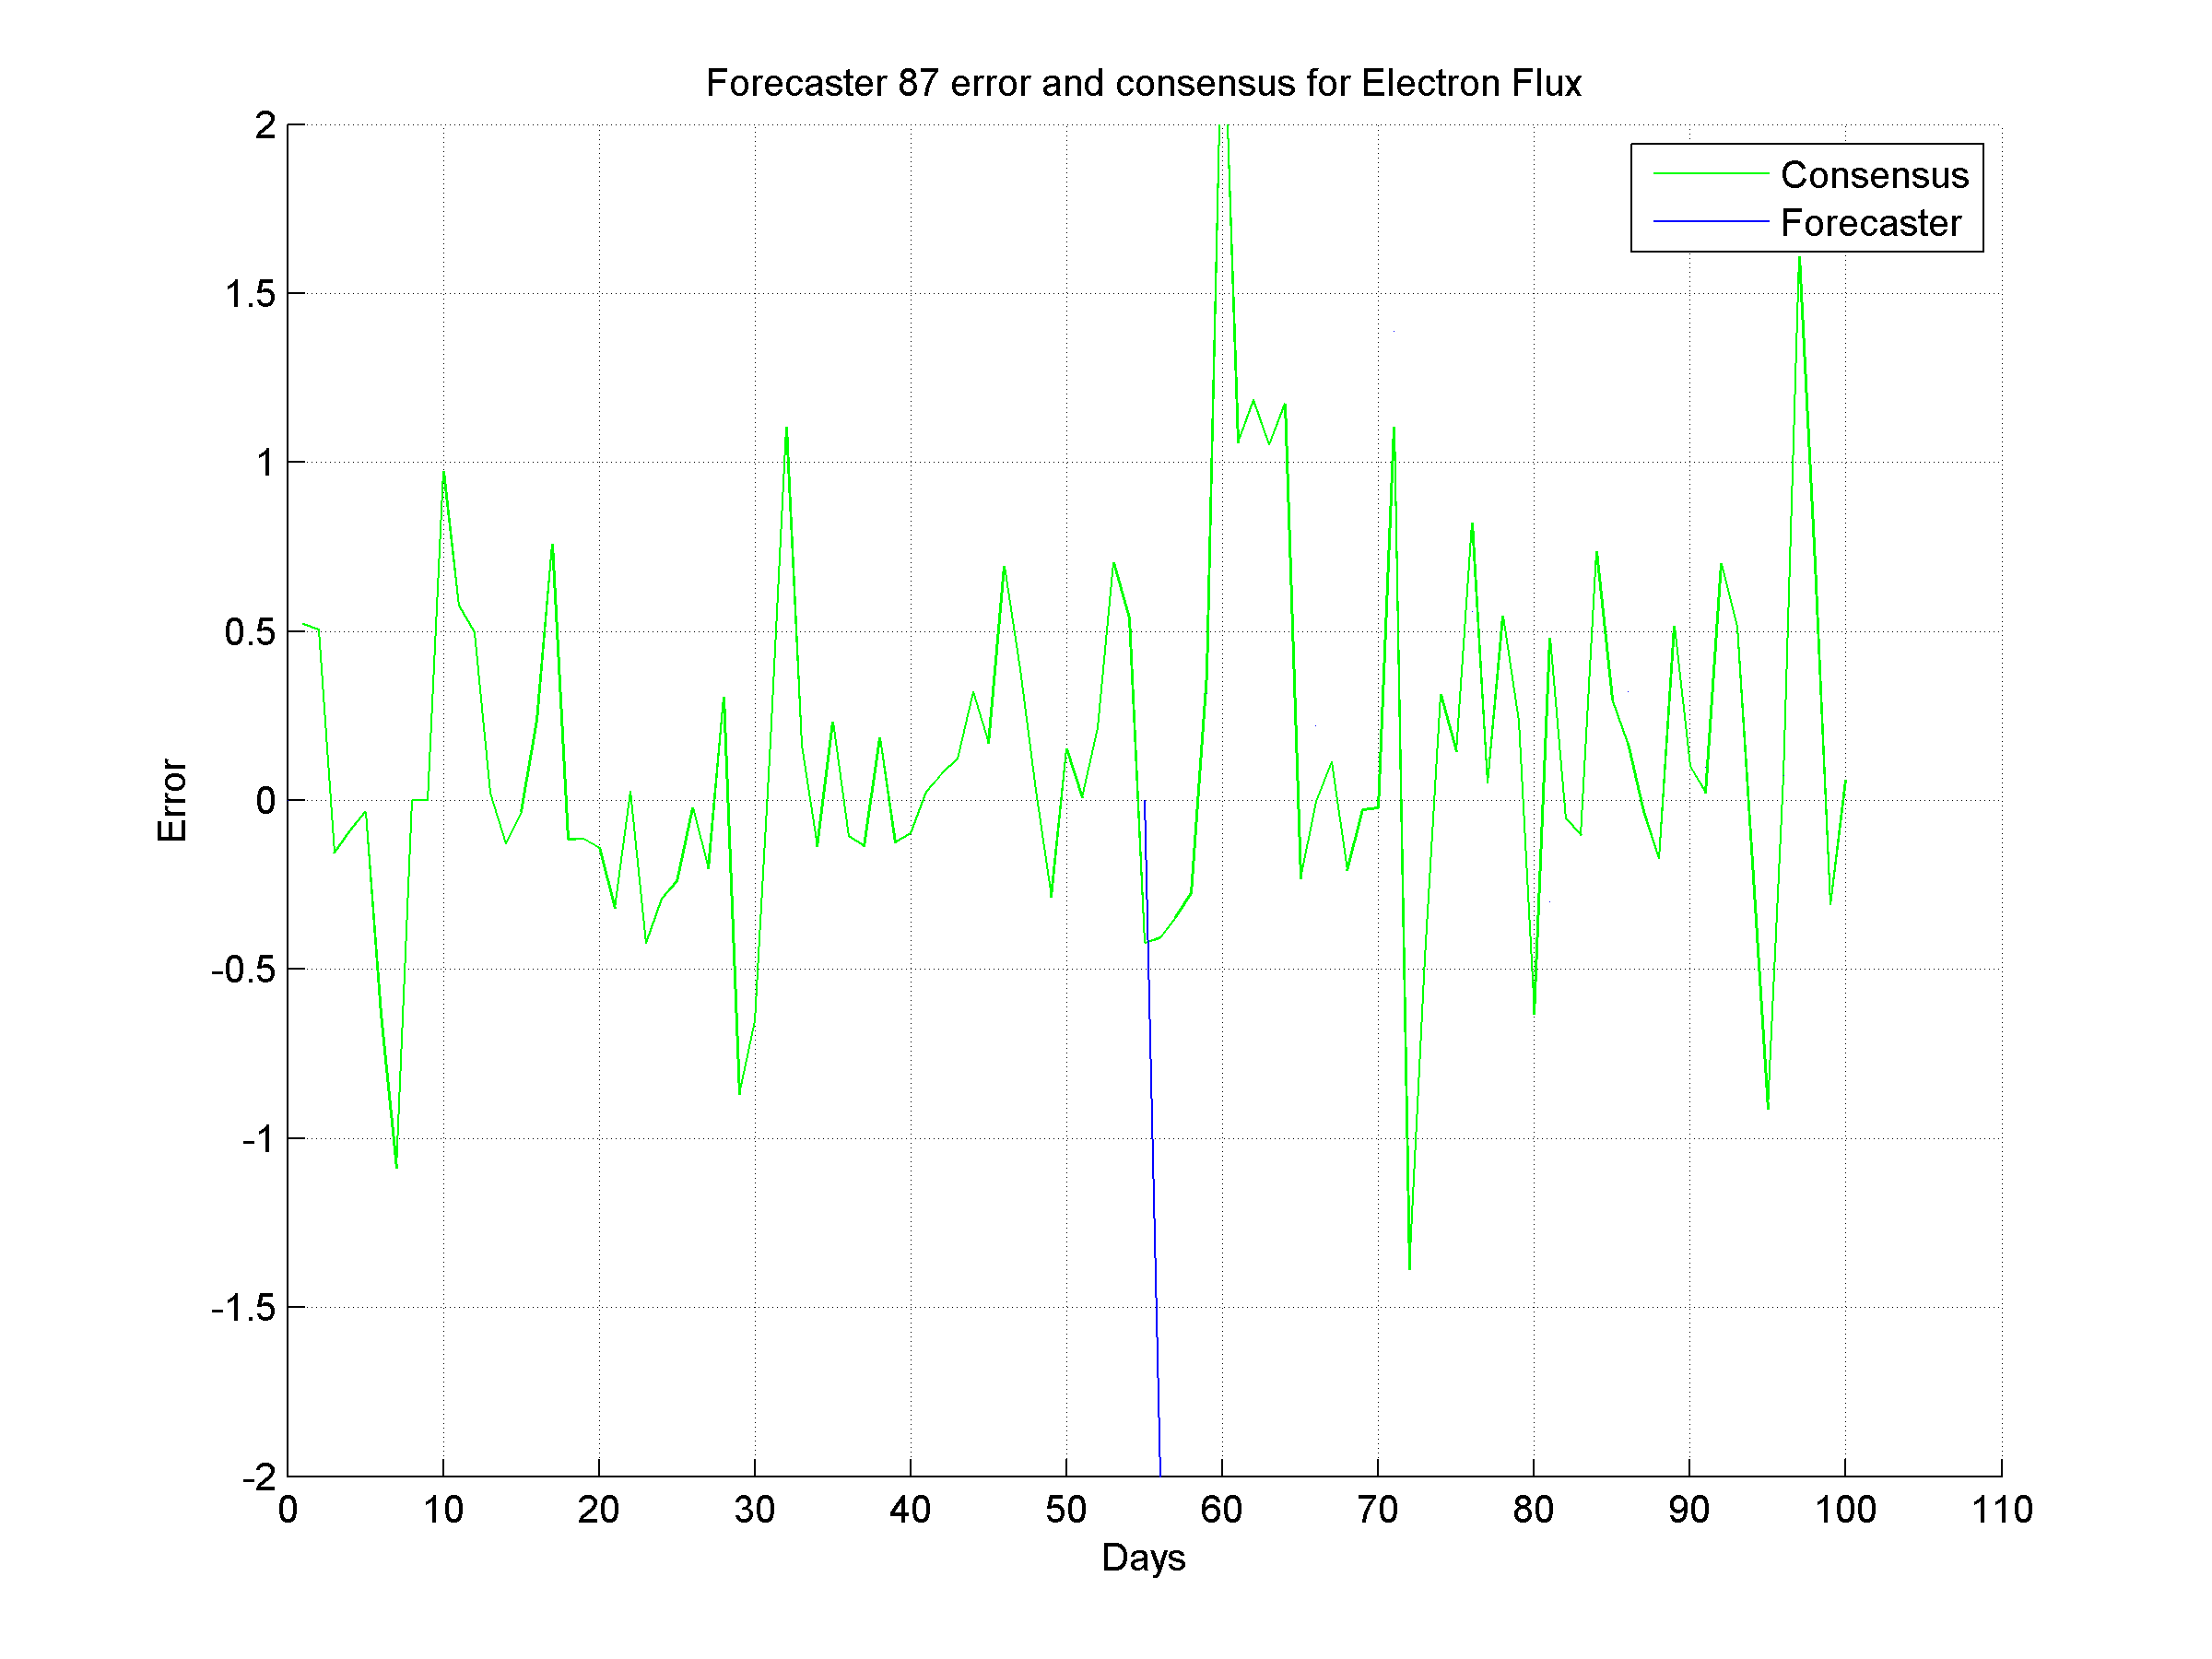 Forecaster 87 error and consensus for Electron Flux
Consensus
Forecaster
2
1.5
1
0.5
0
-0.5
-1
-1.5
-2
Error
0 10 20 30 40 50 60 70 80 90 100 110
Days